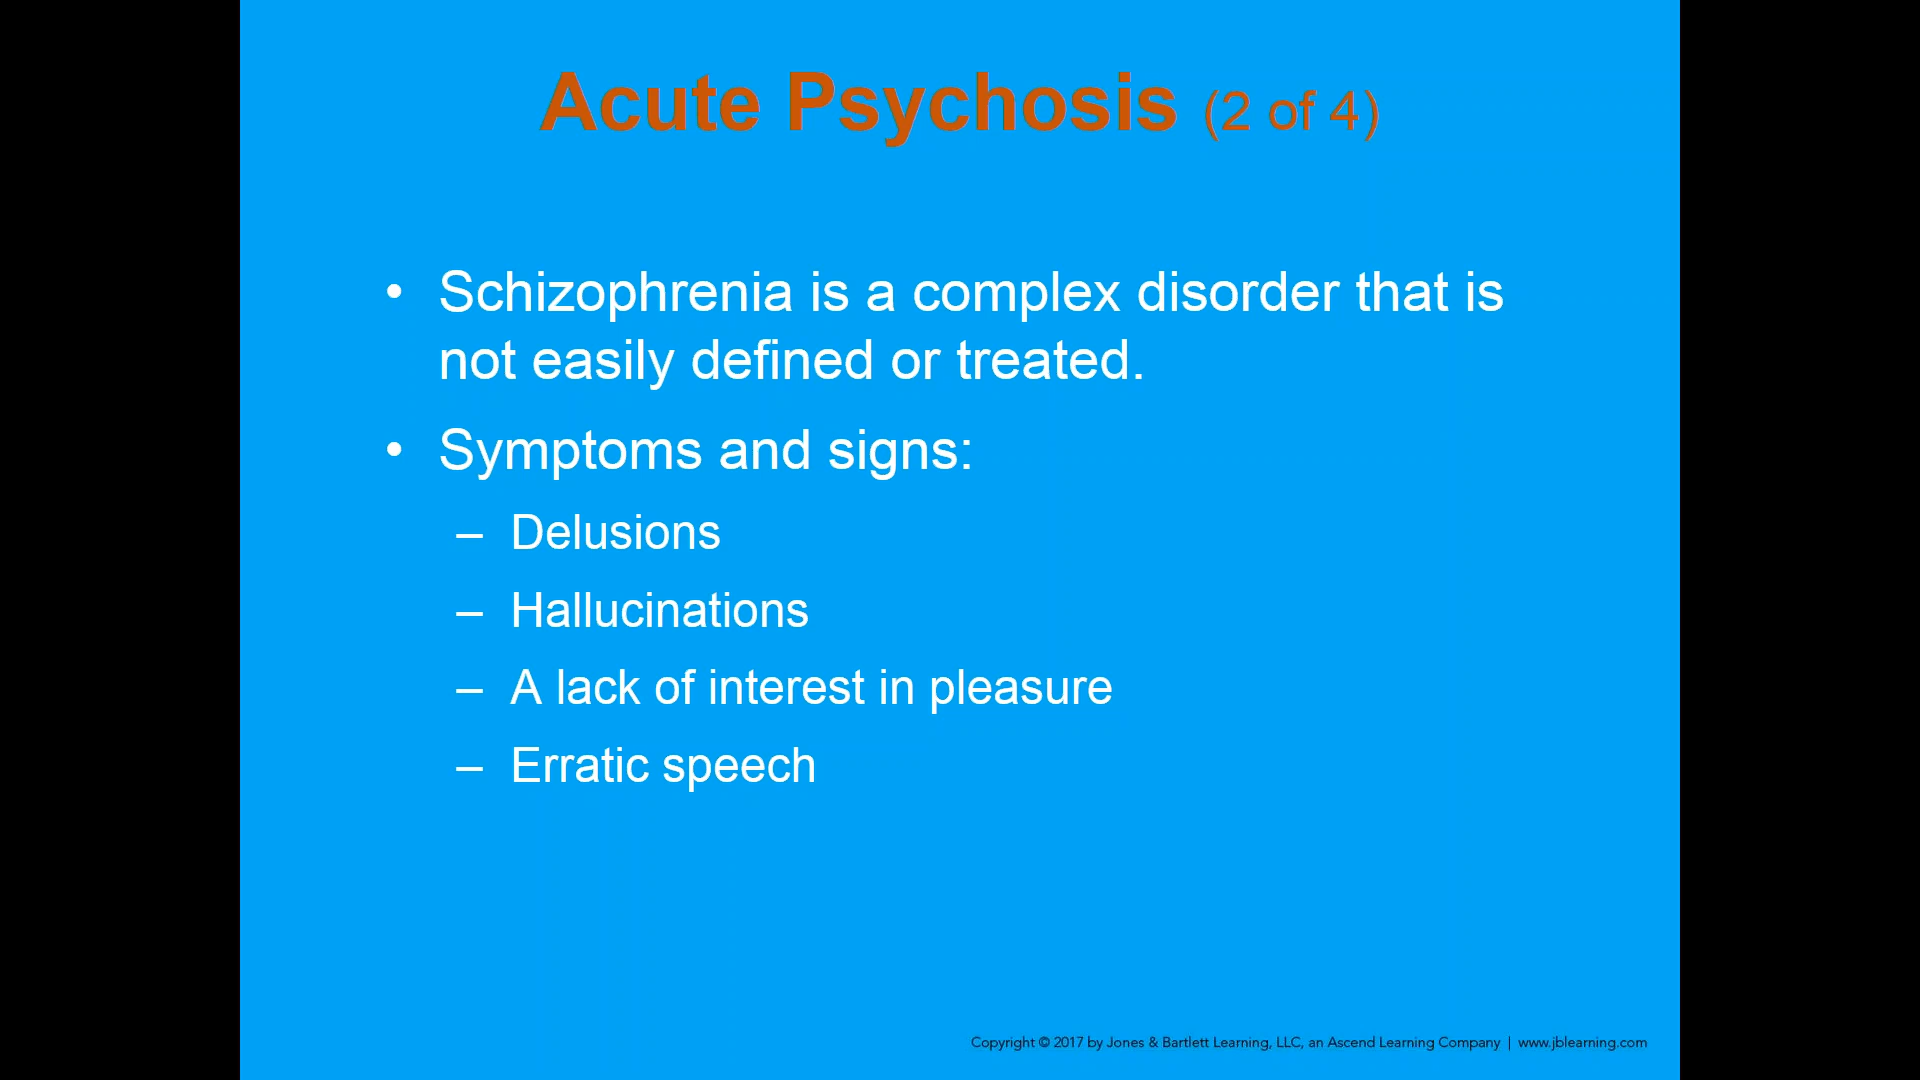 Acute Psychosis (2 of 4)
• Schizophrenia is a complex disorder that is
not easily defined or treated.
• Symptoms and signs:
– Delusions
– Hallucinations
– A lack of interest in pleasure
– Erratic speech
Copyright © 2017 by Jones & Bartlett Learning, LLC, an Ascend Learning Company | www.jblearning.com